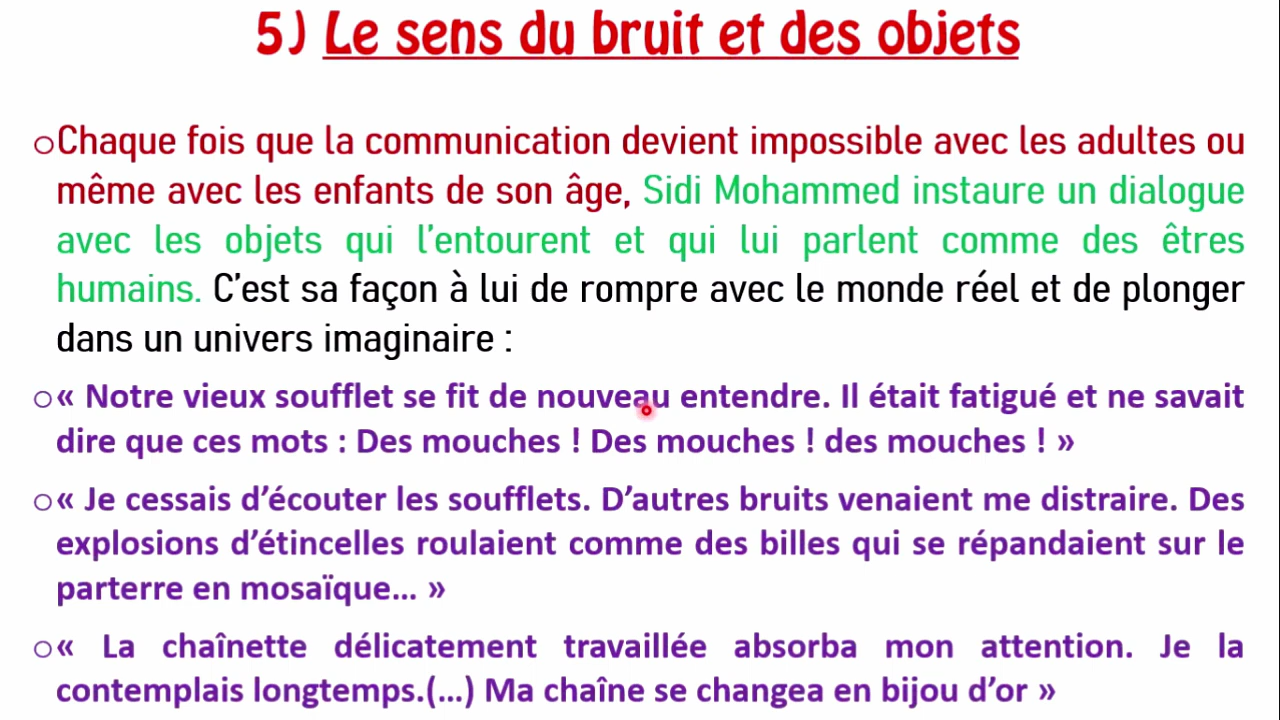 5) Le sens du bruit et des objets
oChaque fois que la communication devient impossible avec les adultes ou
même avec les enfants de son âge, Sidi Mohammed instaure un dialogue
avec les objets qui l’entourent et qui lui parlent comme des êtres
humains. C’est sa façon à lui de rompre avec le monde réel et de plonger
dans un univers imaginaire :
o« Notre vieux soufflet se fit de nouveau entendre. Il était fatigué et ne savait
dire que ces mots : Des mouches ! Des mouches ! des mouches ! »
o« Je cessais d’écouter les soufflets. D’autres bruits venaient me distraire. Des
explosions d’étincelles roulaient comme des billes qui se répandaient sur le
parterre en mosaïque... »
o« La chaînette délicatement travaillée absorba mon attention. Je la
contemplais longtemps.(...) Ma chaîne se changea en bijou d’or »